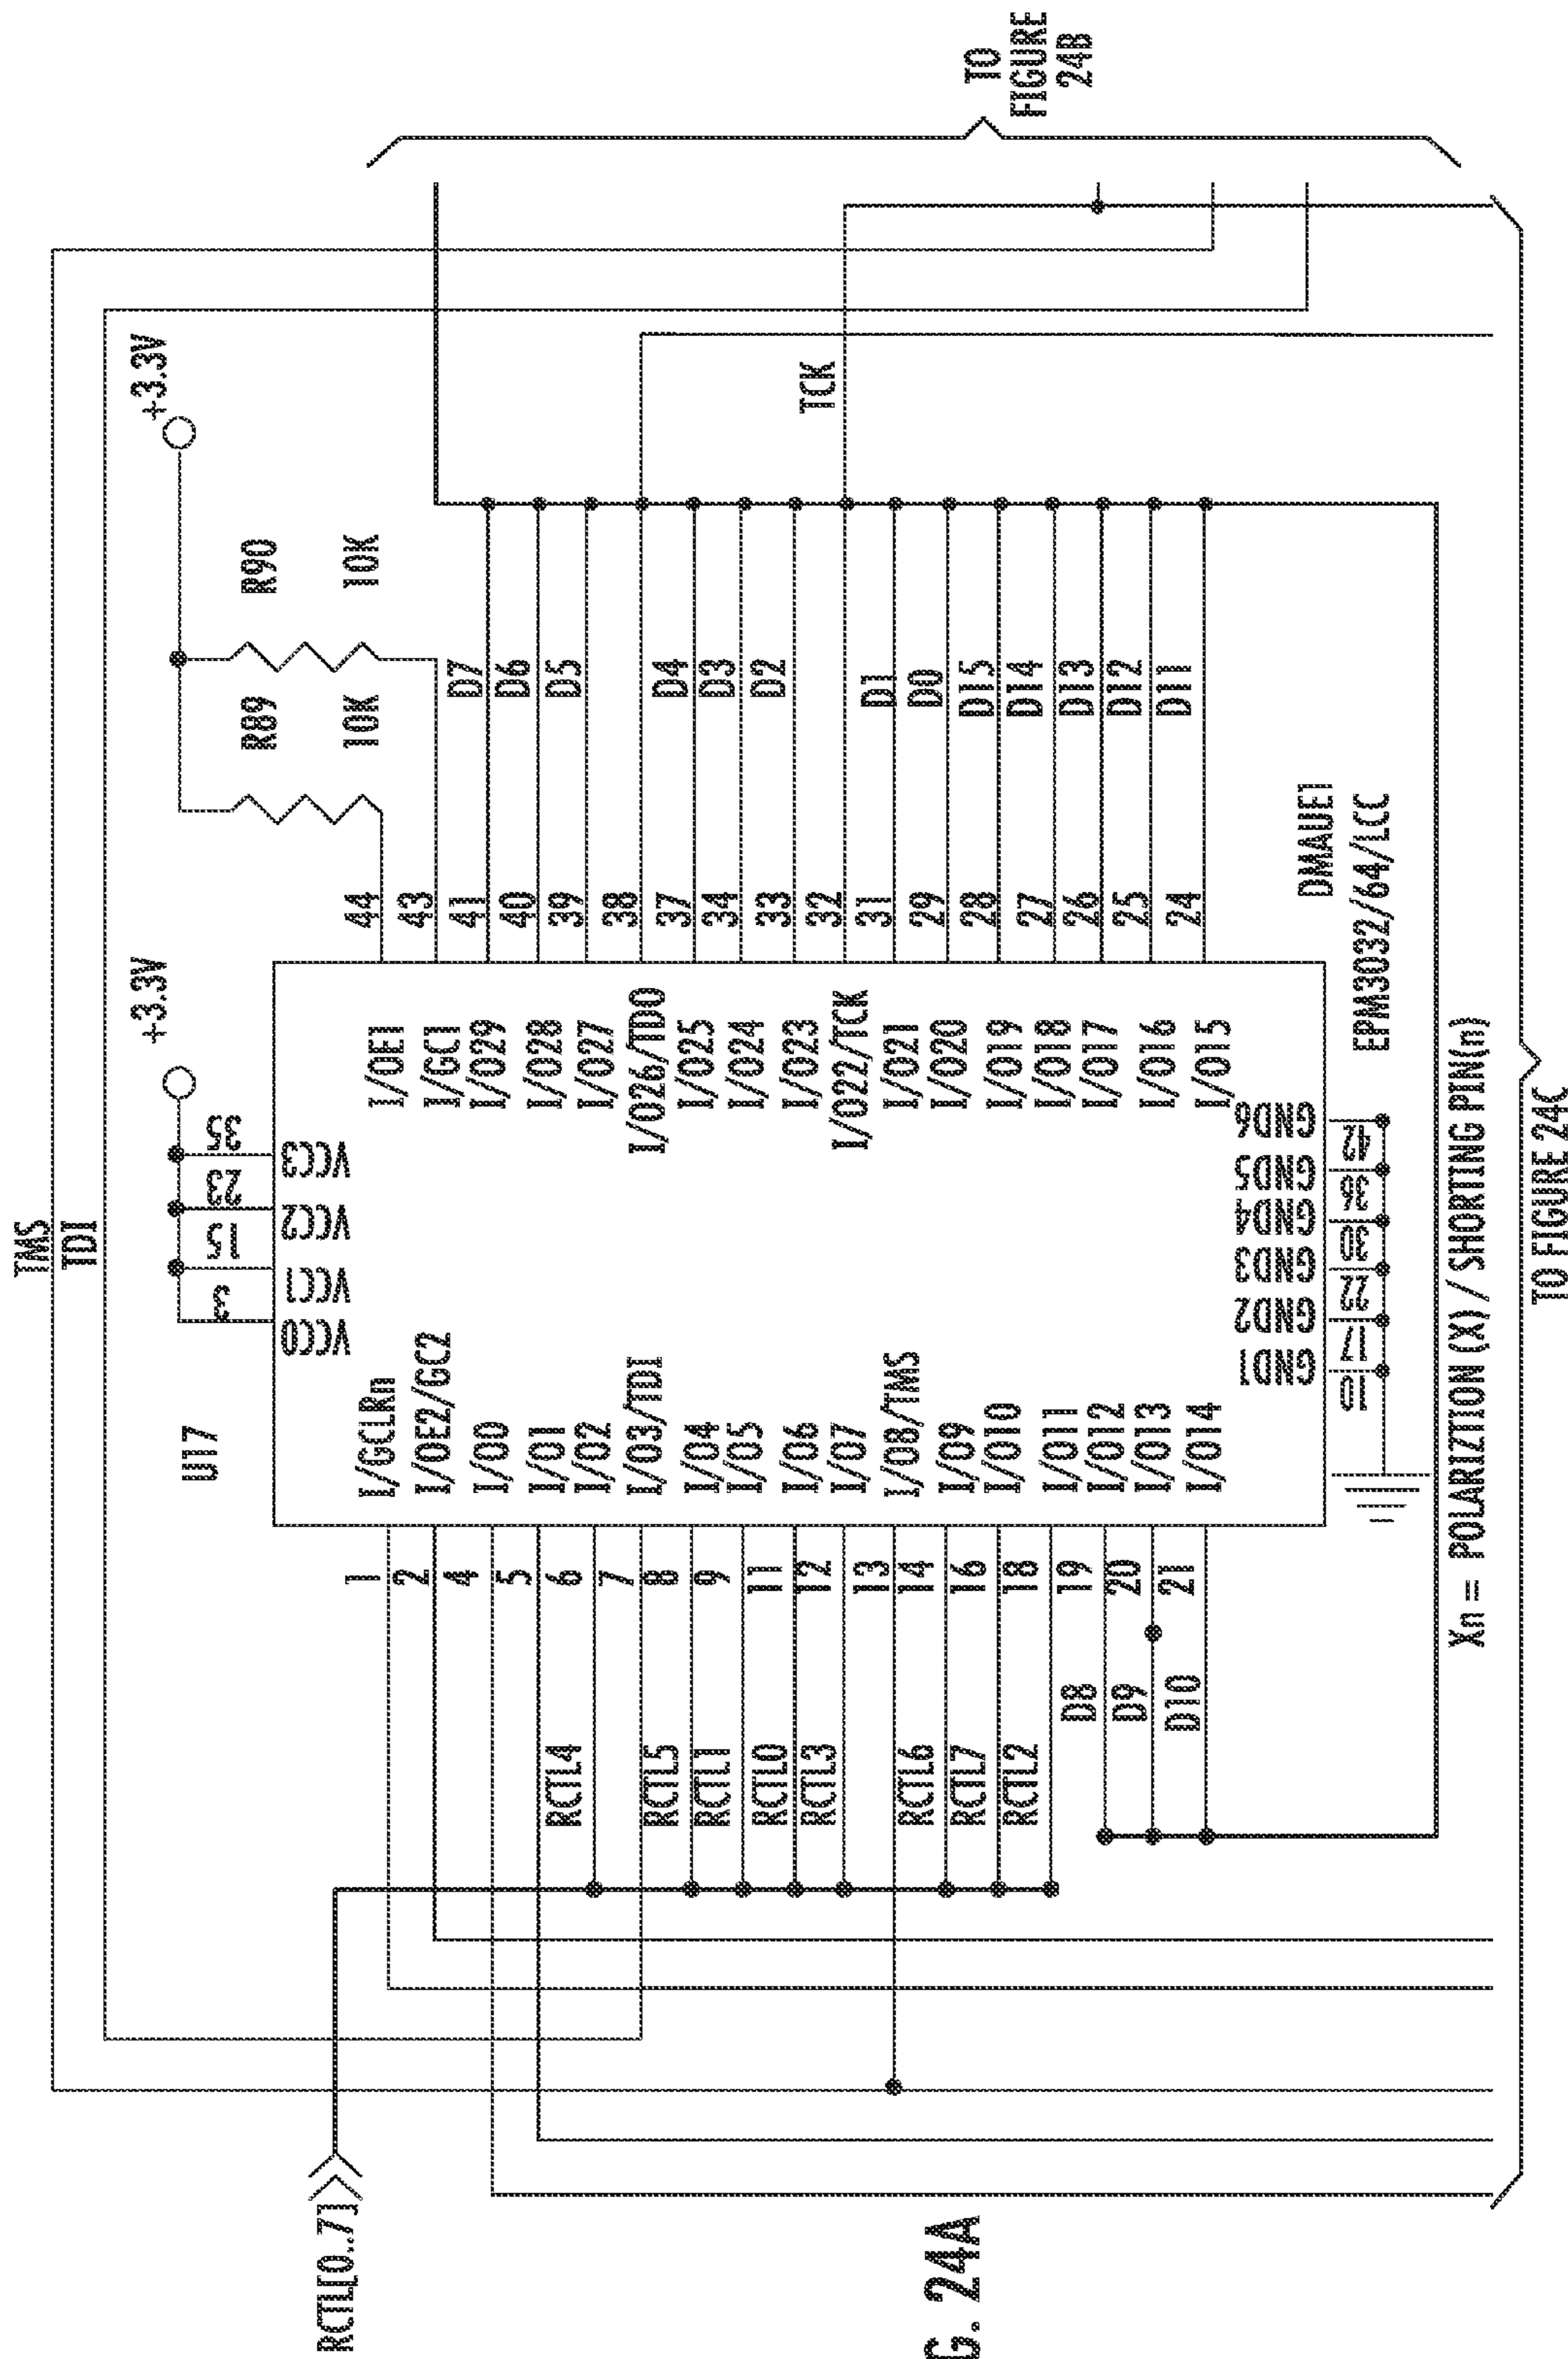 TMS
TDI
+3.3V
+3.3V
U17
3
15
23
35
VCC0
VCC1
VCC2
VCC3
R89
R90
10K
10K
RCTL[0..7]
1
I/GCLRn
I/OE1
44
2
I/OE2/GC2
I/GC1
43
4
I/O0
I/O29
41
D7
5
I/O1
I/O28
40
D6
RCTL4
6
I/O2
I/O27
39
D5
7
I/O3/TDI
I/O26/TDO
38
RCTL5
8
I/O4
I/O25
37
D4
RCTL1
9
I/O5
I/O24
34
D3
RCTL0
11
I/O6
I/O23
33
D2
RCTL3
12
I/O7
I/O22/TCK
32
TCK
13
I/O8/TMS
I/O21
31
D1
RCTL6
14
I/O9
I/O20
29
D0
RCTL7
16
I/O10
I/O19
28
D15
RCTL2
18
I/O11
I/O18
27
D14
D8
19
I/O12
I/O17
26
D13
D9
20
I/O13
I/O16
25
D12
D10
21
I/O14
I/O15
24
D11
GND1
GND2
GND3
GND4
GND5
GND6
10
17
22
30
36
42
DMAUE1
EPM3032/64/LCC
Xn = POLARIZTION (X) / SHORTING PIN(n)
TO
FIGURE
24B
TO FIGURE 24C
G. 24A